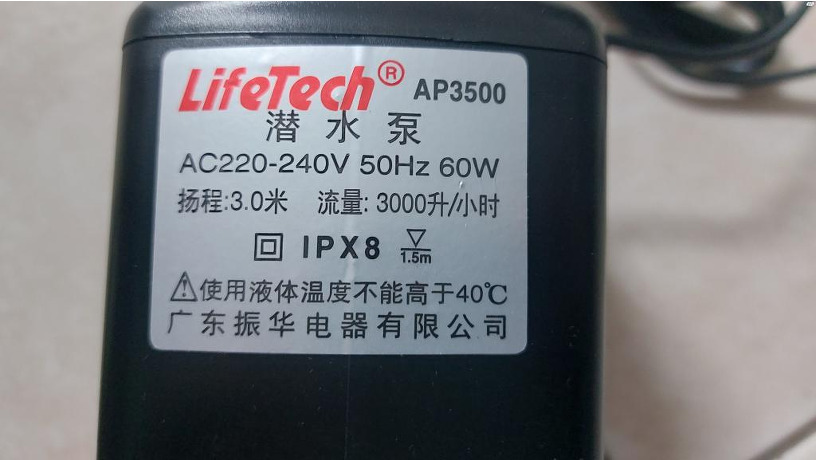 LifeTech® AP3500
潜水泵
AC220-240V 50Hz 60W
扬程:3.0米 流量: 3000升/小时
IPX8 1.5m
⚠使用液体温度不能高于40℃
广东振华电器有限公司